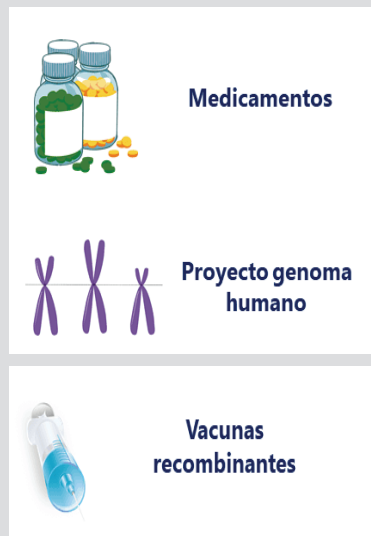 Medicamentos
Proyecto genoma
humano
Vacunas
recombinantes